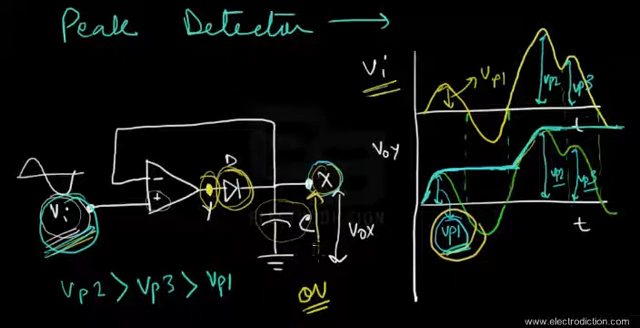 Peak Detector →
Vi
Vp1
Vp2
Vp3
t
VoY
Vp1
Vp2
Vp3
t
Vi
−
+
Y
D
X
C
VoX
0V
Vp2 > Vp3 > Vp1
www.electrodiction.com